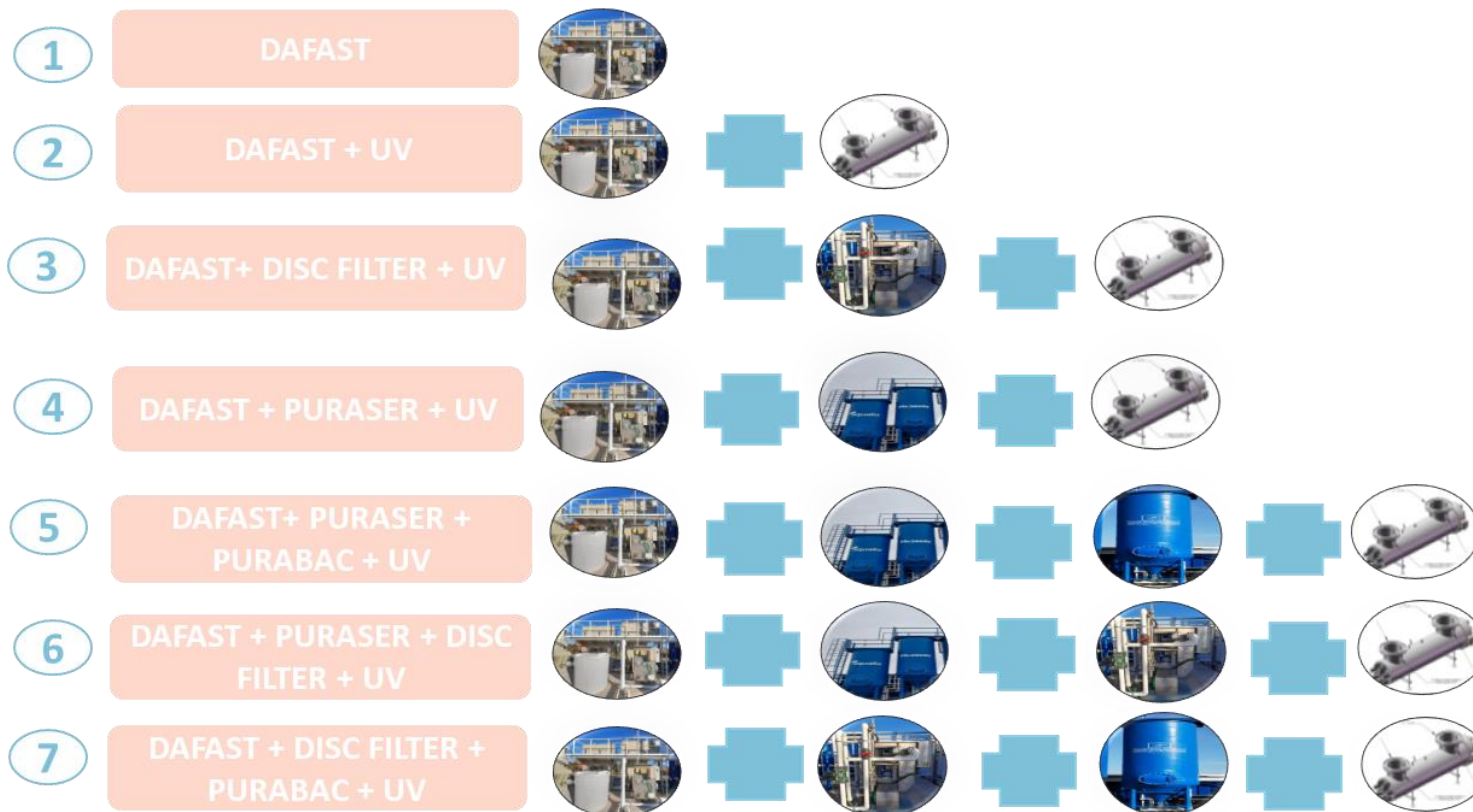 1
DAFAST
2
DAFAST + UV
3
DAFAST+ DISC FILTER + UV
4
DAFAST + PURASER + UV
5
DAFAST+ PURASER +
PURABAC + UV
6
DAFAST + PURASER + DISC
FILTER + UV
7
DAFAST + DISC FILTER +
PURABAC + UV